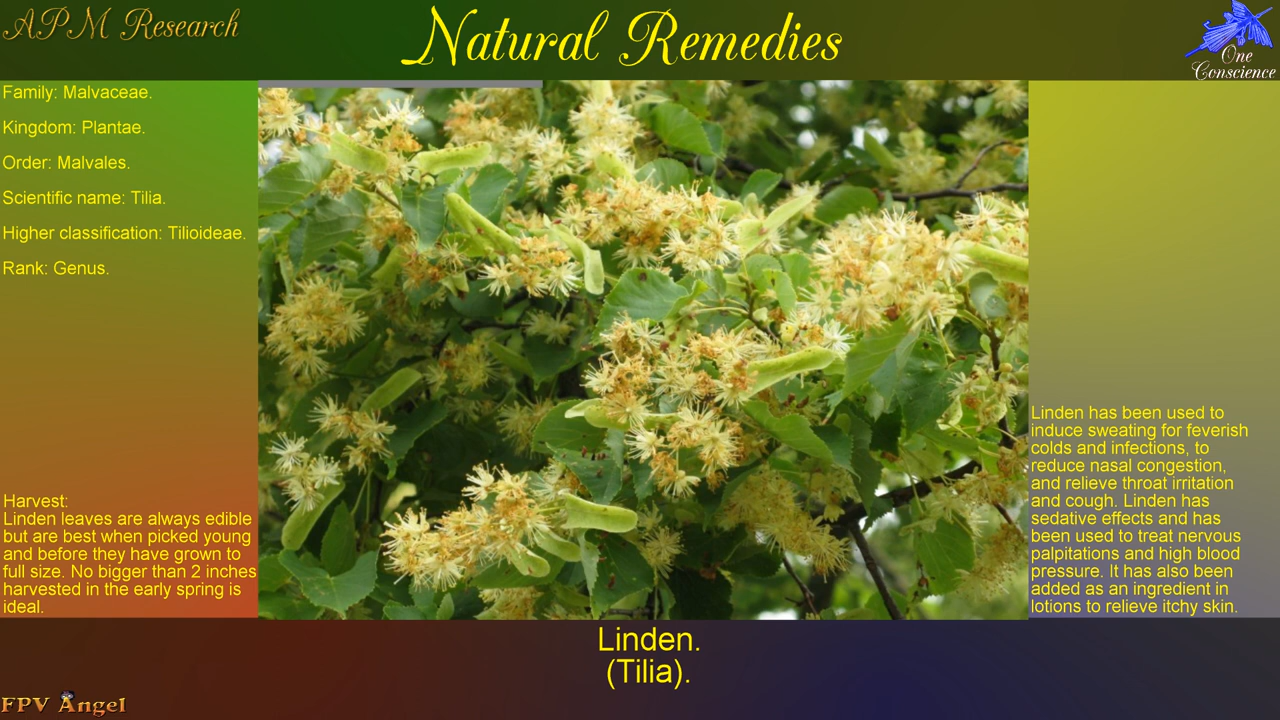 APM Research
Natural Remedies
One
Conscience
Family: Malvaceae.
Kingdom: Plantae.
Order: Malvales.
Scientific name: Tilia.
Higher classification: Tilioideae.
Rank: Genus.
Harvest:
Linden leaves are always edible
but are best when picked young
and before they have grown to
full size. No bigger than 2 inches
harvested in the early spring is
ideal.
Linden has been used to
induce sweating for feverish
colds and infections, to
reduce nasal congestion,
and relieve throat irritation
and cough. Linden has
sedative effects and has
been used to treat nervous
palpitations and high blood
pressure. It has also been
added as an ingredient in
lotions to relieve itchy skin.
Linden.
(Tilia).
FPV Angel